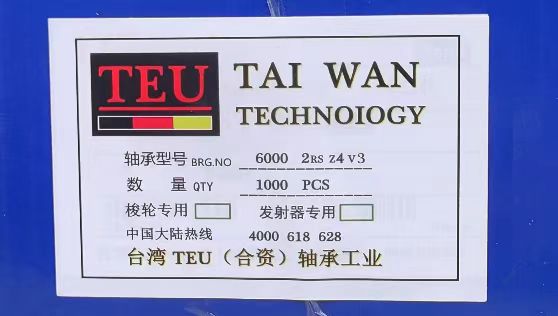 TEU
TAI WAN
TECHNOIOGY
轴承型号 BRG.NO 6000 2RS Z4 V3
数 量 QTY 1000 PCS
梭轮专用 发射器专用
中国大陆热线 4000 618 628
台湾 TEU（合资）轴承工业